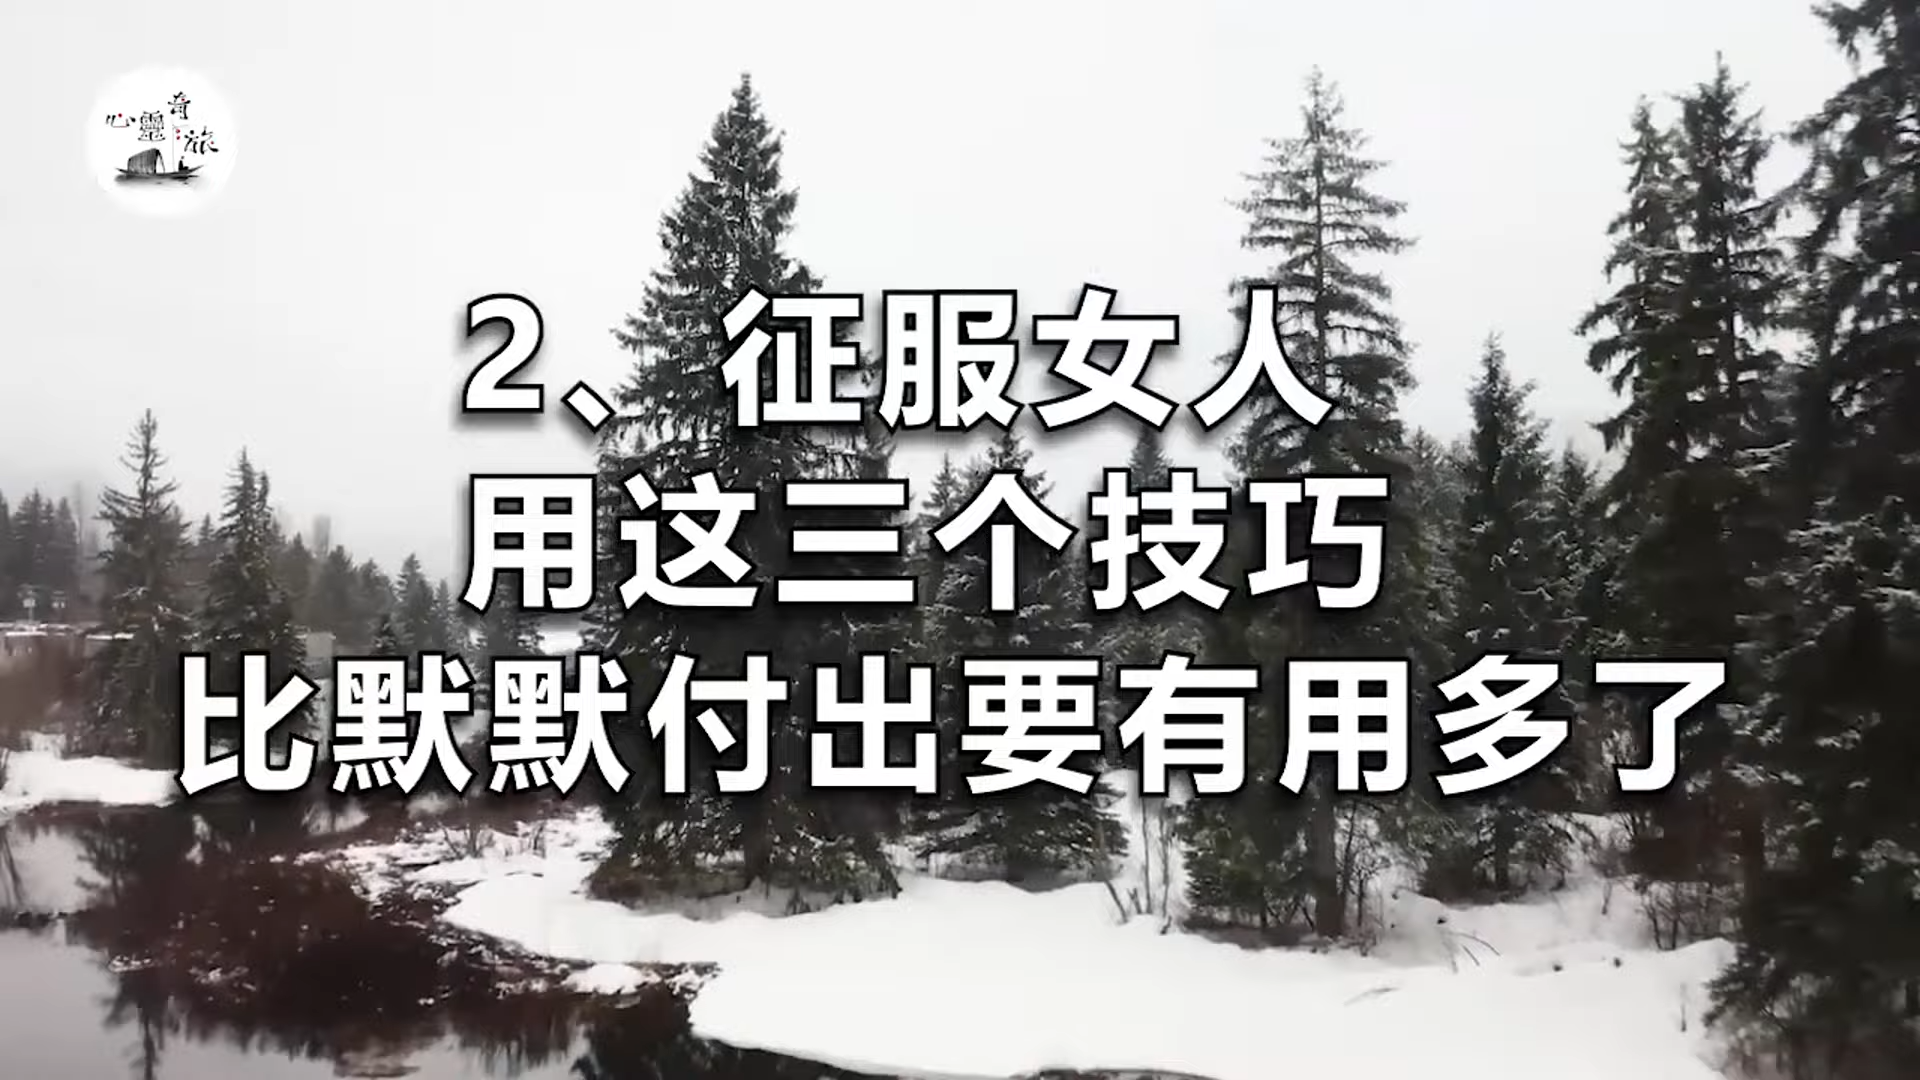 心靈奇旅
2、征服女人
用这三个技巧
比默默付出要有用多了